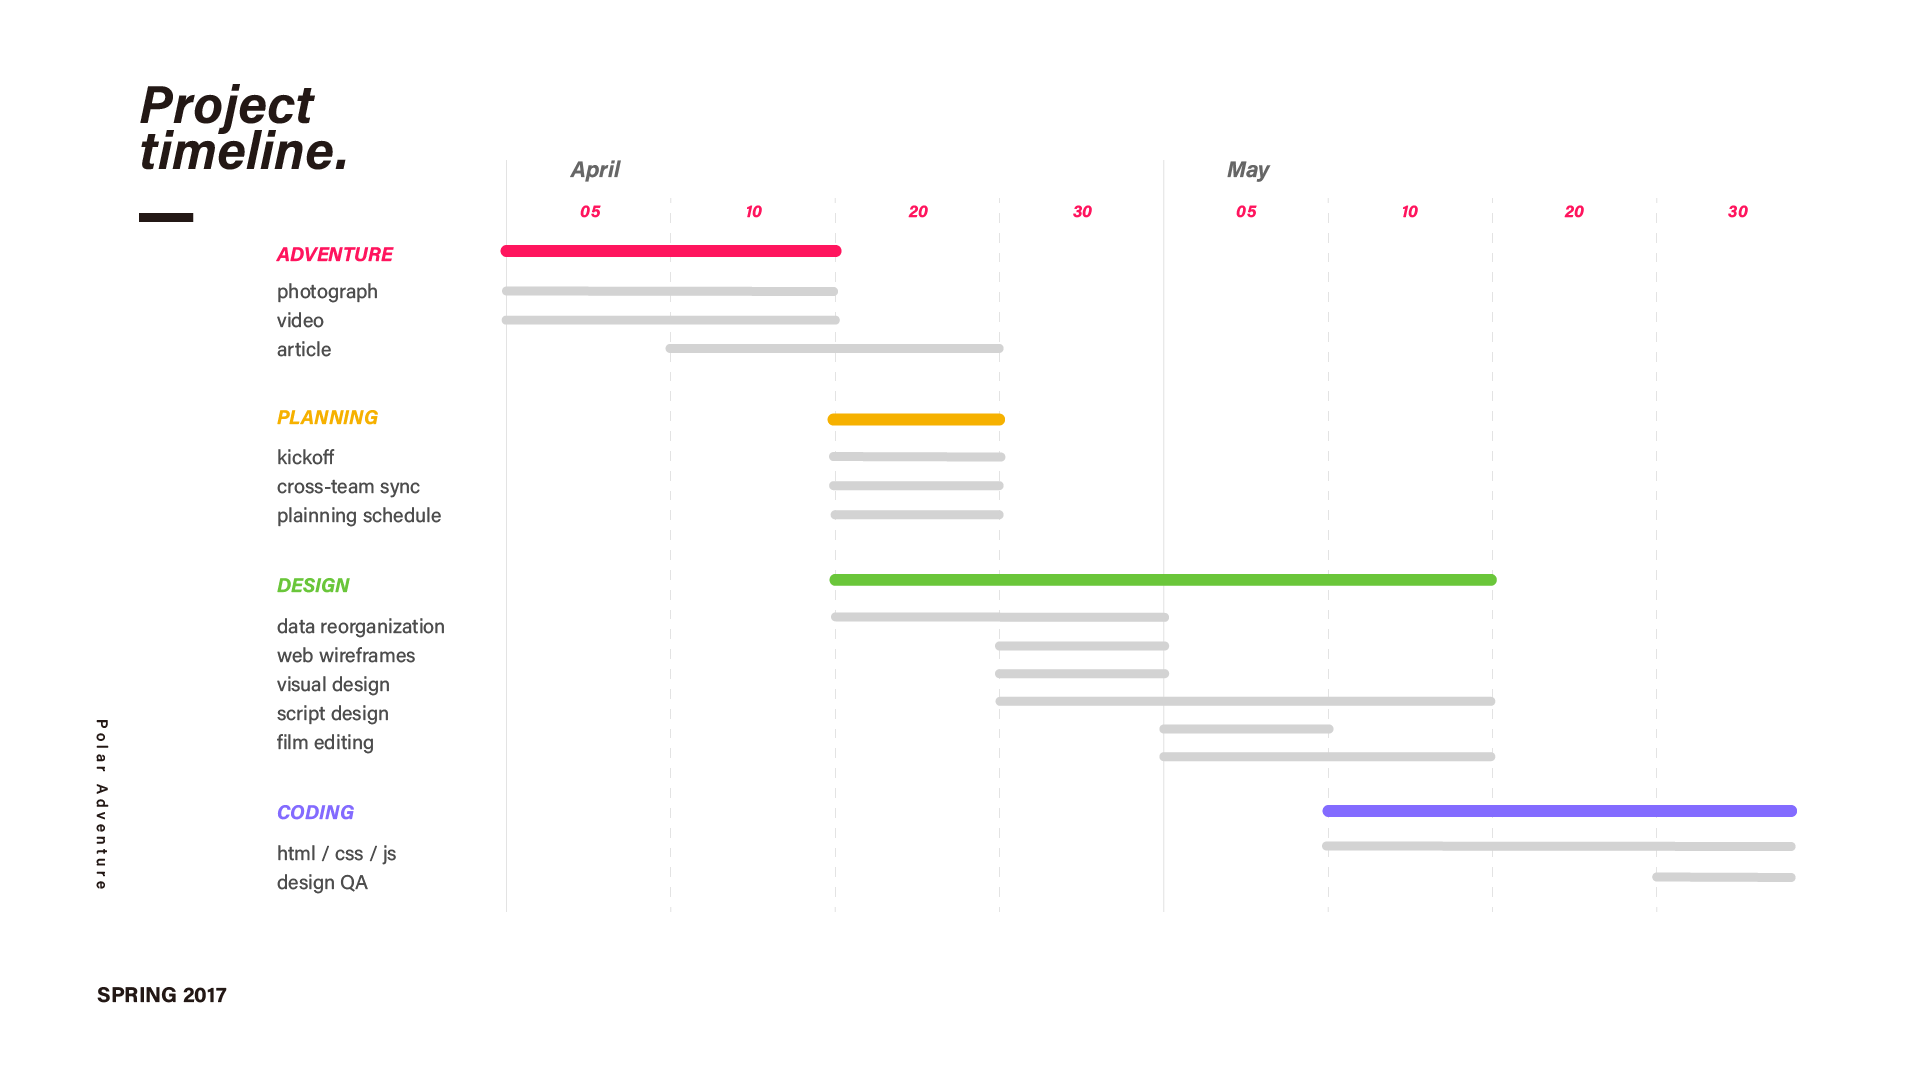 Project
timeline.
April
May
05
10
20
30
05
10
20
30
ADVENTURE
photograph
video
article
PLANNING
kickoff
cross-team sync
plainning schedule
DESIGN
data reorganization
web wireframes
visual design
script design
film editing
CODING
html / css / js
design QA
Polar Adventure
SPRING 2017